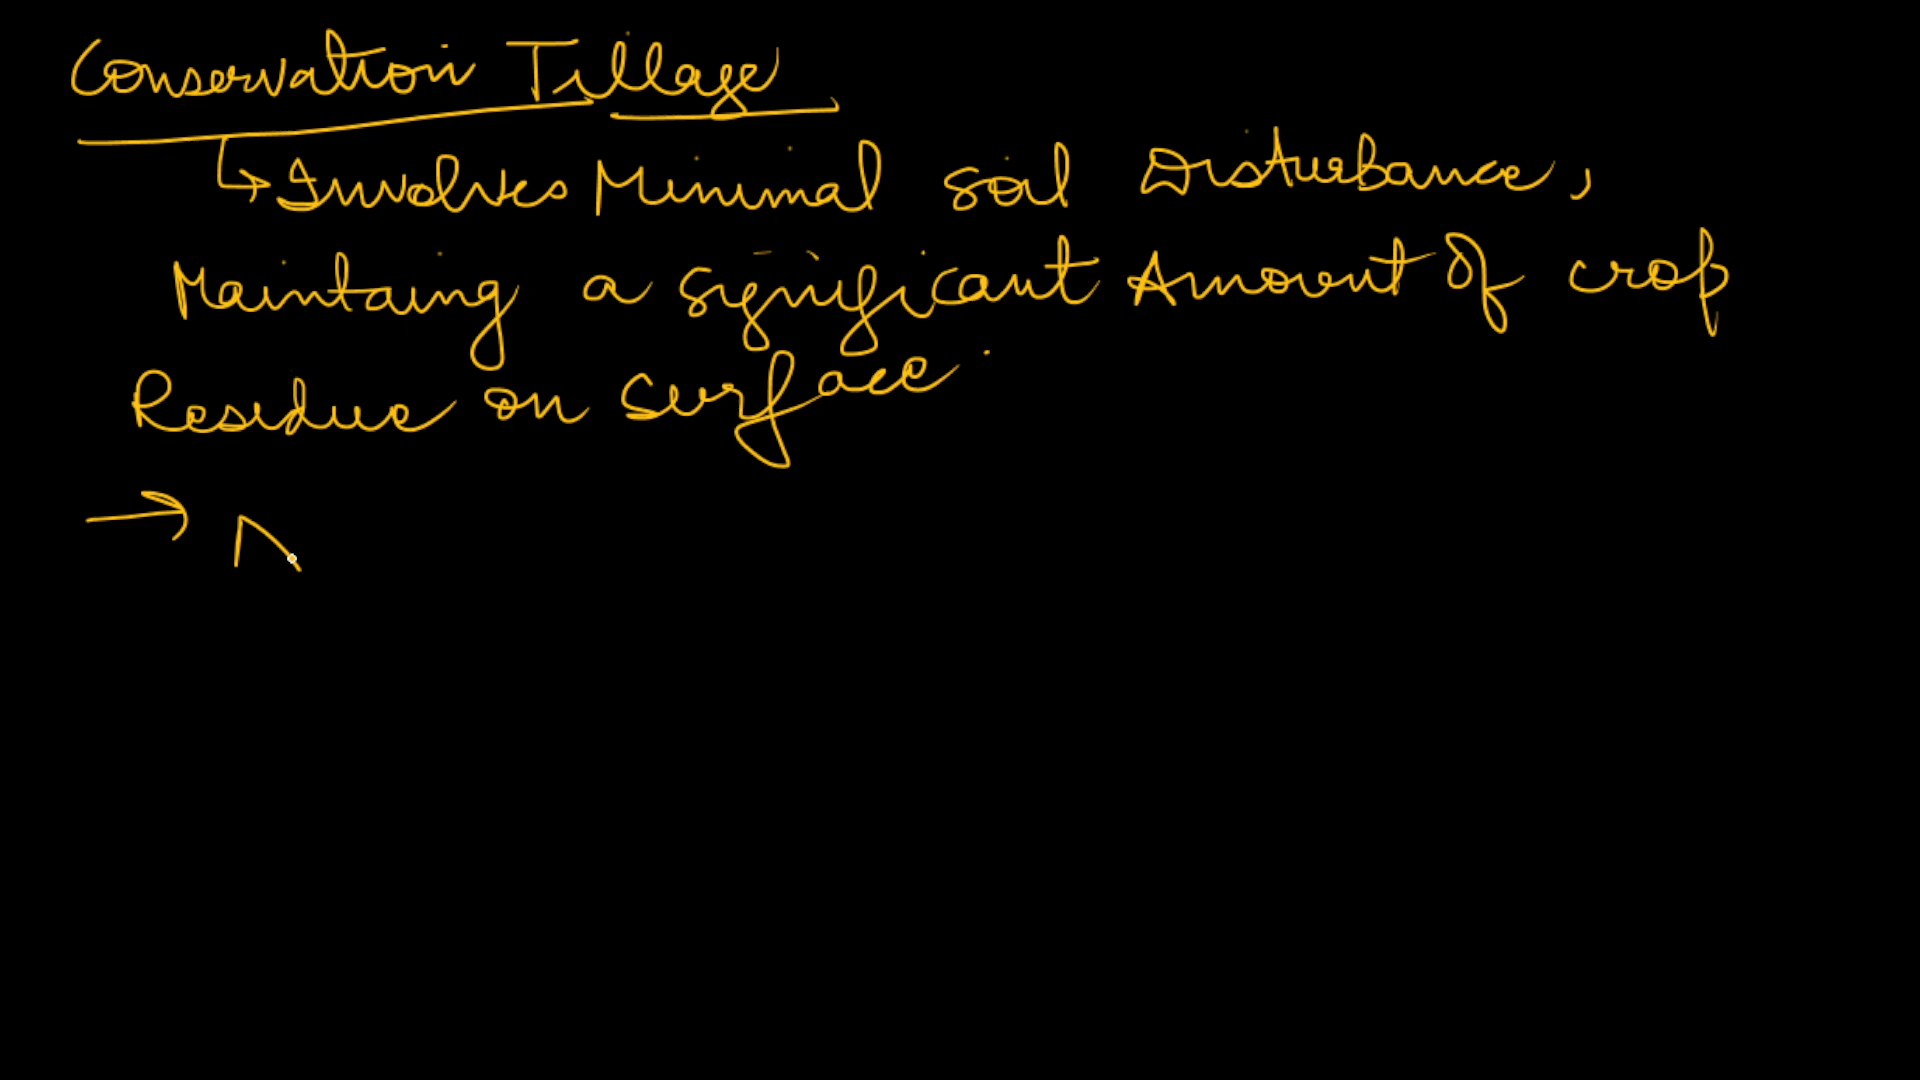 Conservation Tillage
↳ Involves Minimal soil Disturbance,
Maintaing a significant Amount Of crop
Residue on surface.
→